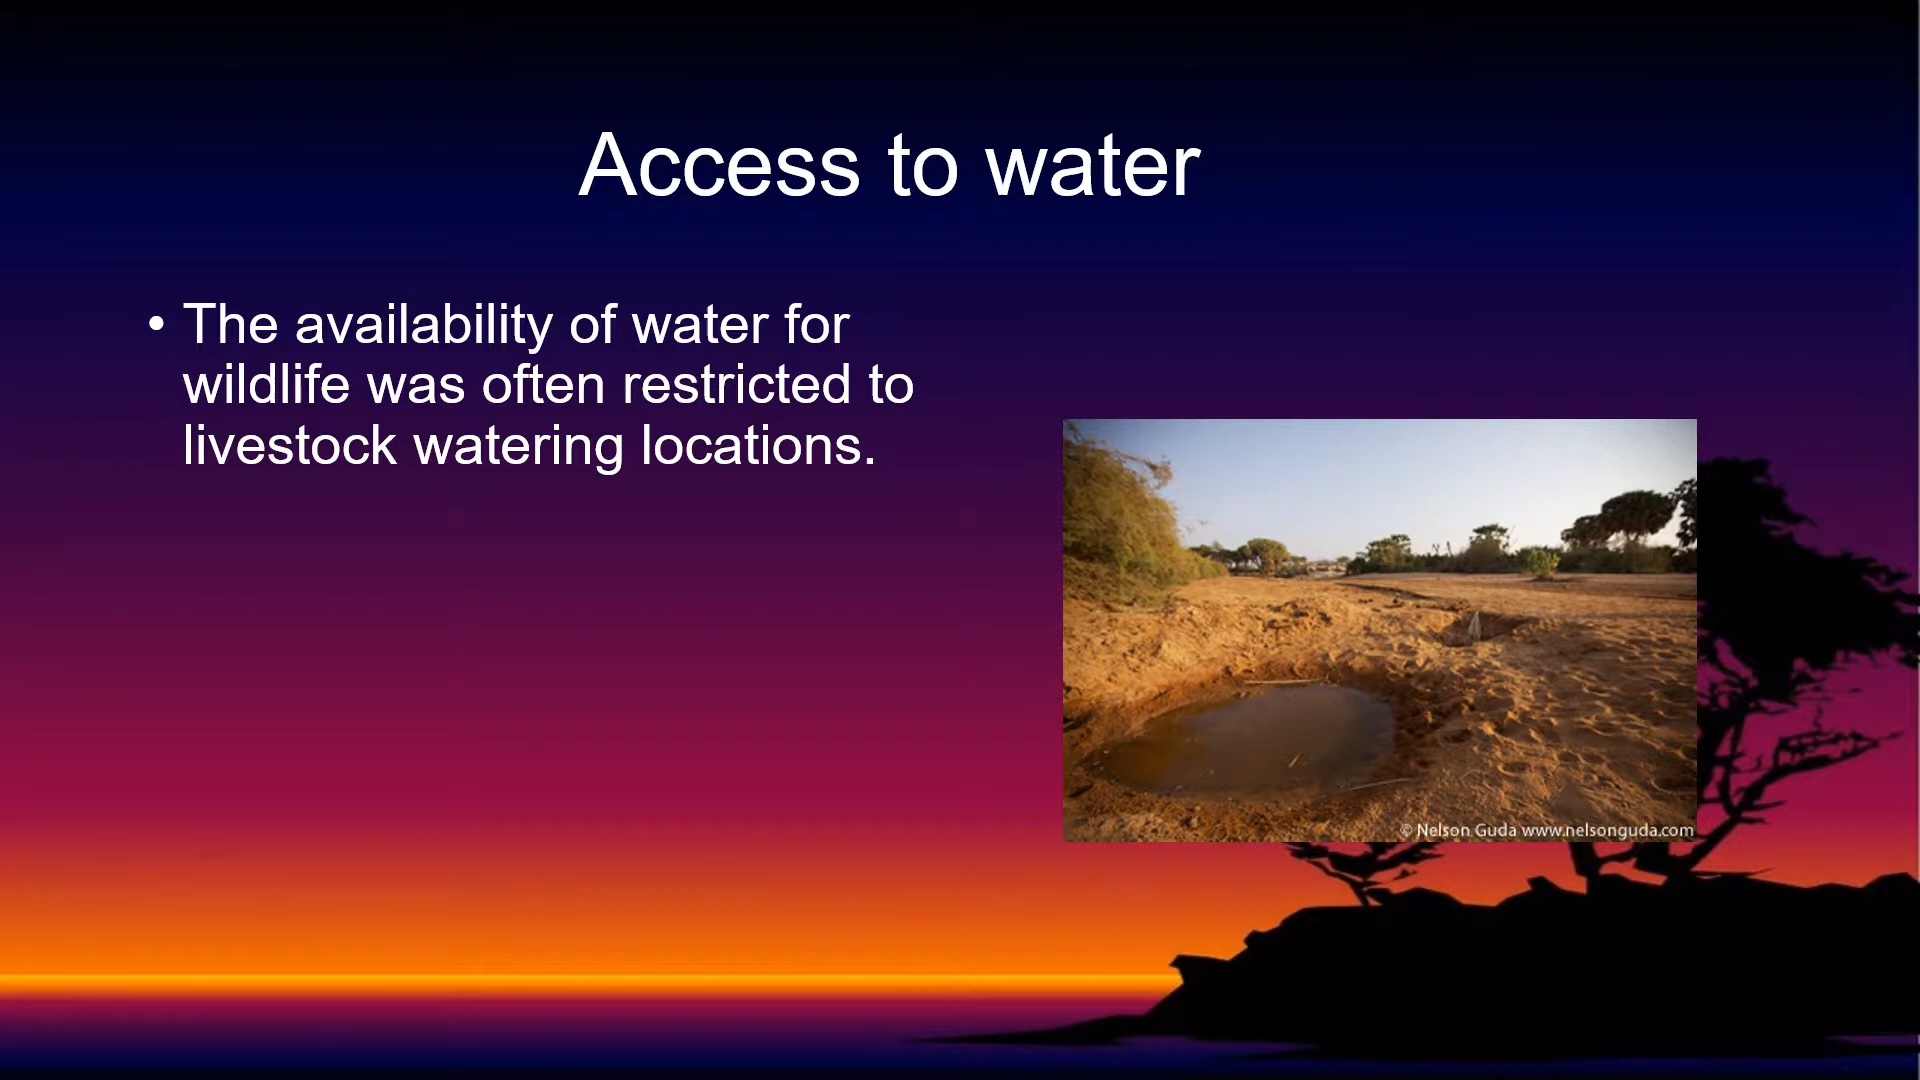 Access to water
• The availability of water for
wildlife was often restricted to
livestock watering locations.
© Nelson Guda www.nelsonguda.com